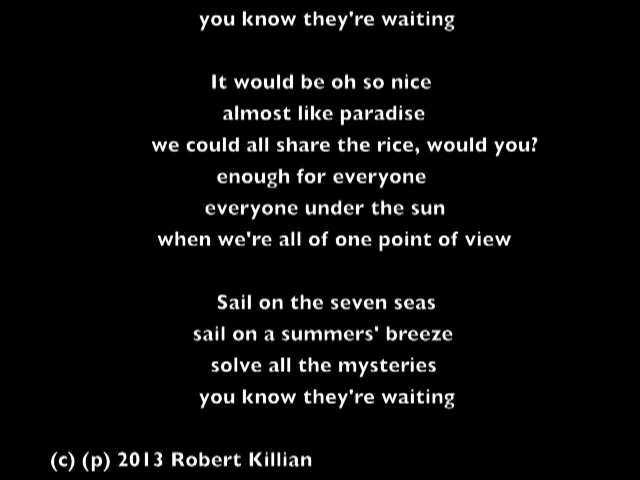 you know they're waiting
It would be oh so nice
almost like paradise
we could all share the rice, would you?
enough for everyone
everyone under the sun
when we're all of one point of view
Sail on the seven seas
sail on a summers' breeze
solve all the mysteries
you know they're waiting
(c) (p) 2013 Robert Killian